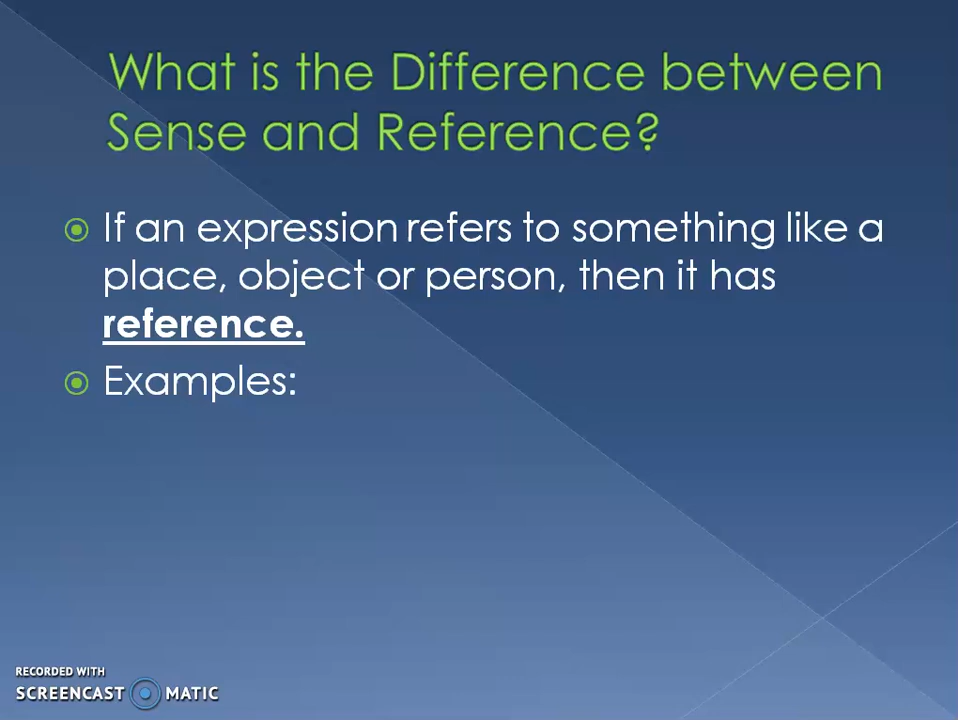 What is the Difference between
Sense and Reference?
If an expression refers to something like a
place, object or person, then it has
reference.
Examples:
RECORDED WITH
SCREENCAST MATIC